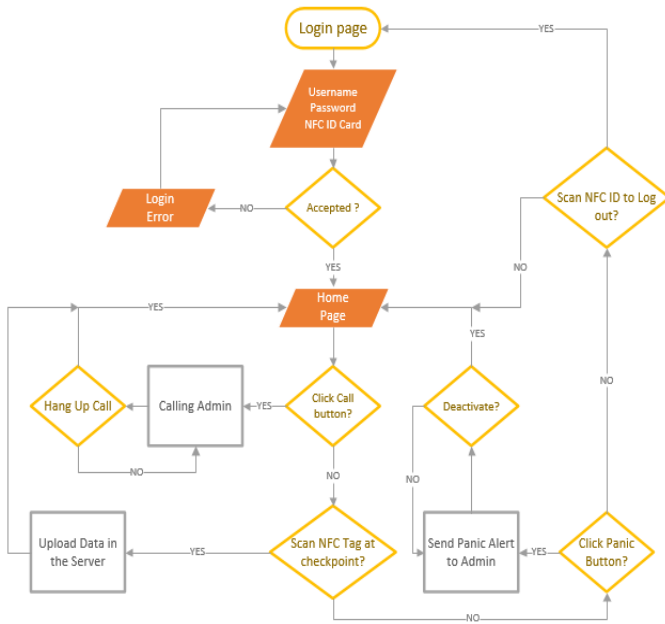 Login page
YES
Username
Password
NFC ID Card
Login
Error
NO
Accepted ?
Scan NFC ID to Log
out?
YES
NO
YES
Home
Page
YES
Hang Up Call
Calling Admin
YES
Click Call
button?
Deactivate?
NO
NO
NO
NO
Upload Data in
the Server
YES
Scan NFC Tag at
checkpoint?
Send Panic Alert
to Admin
YES
Click Panic
Button?
NO